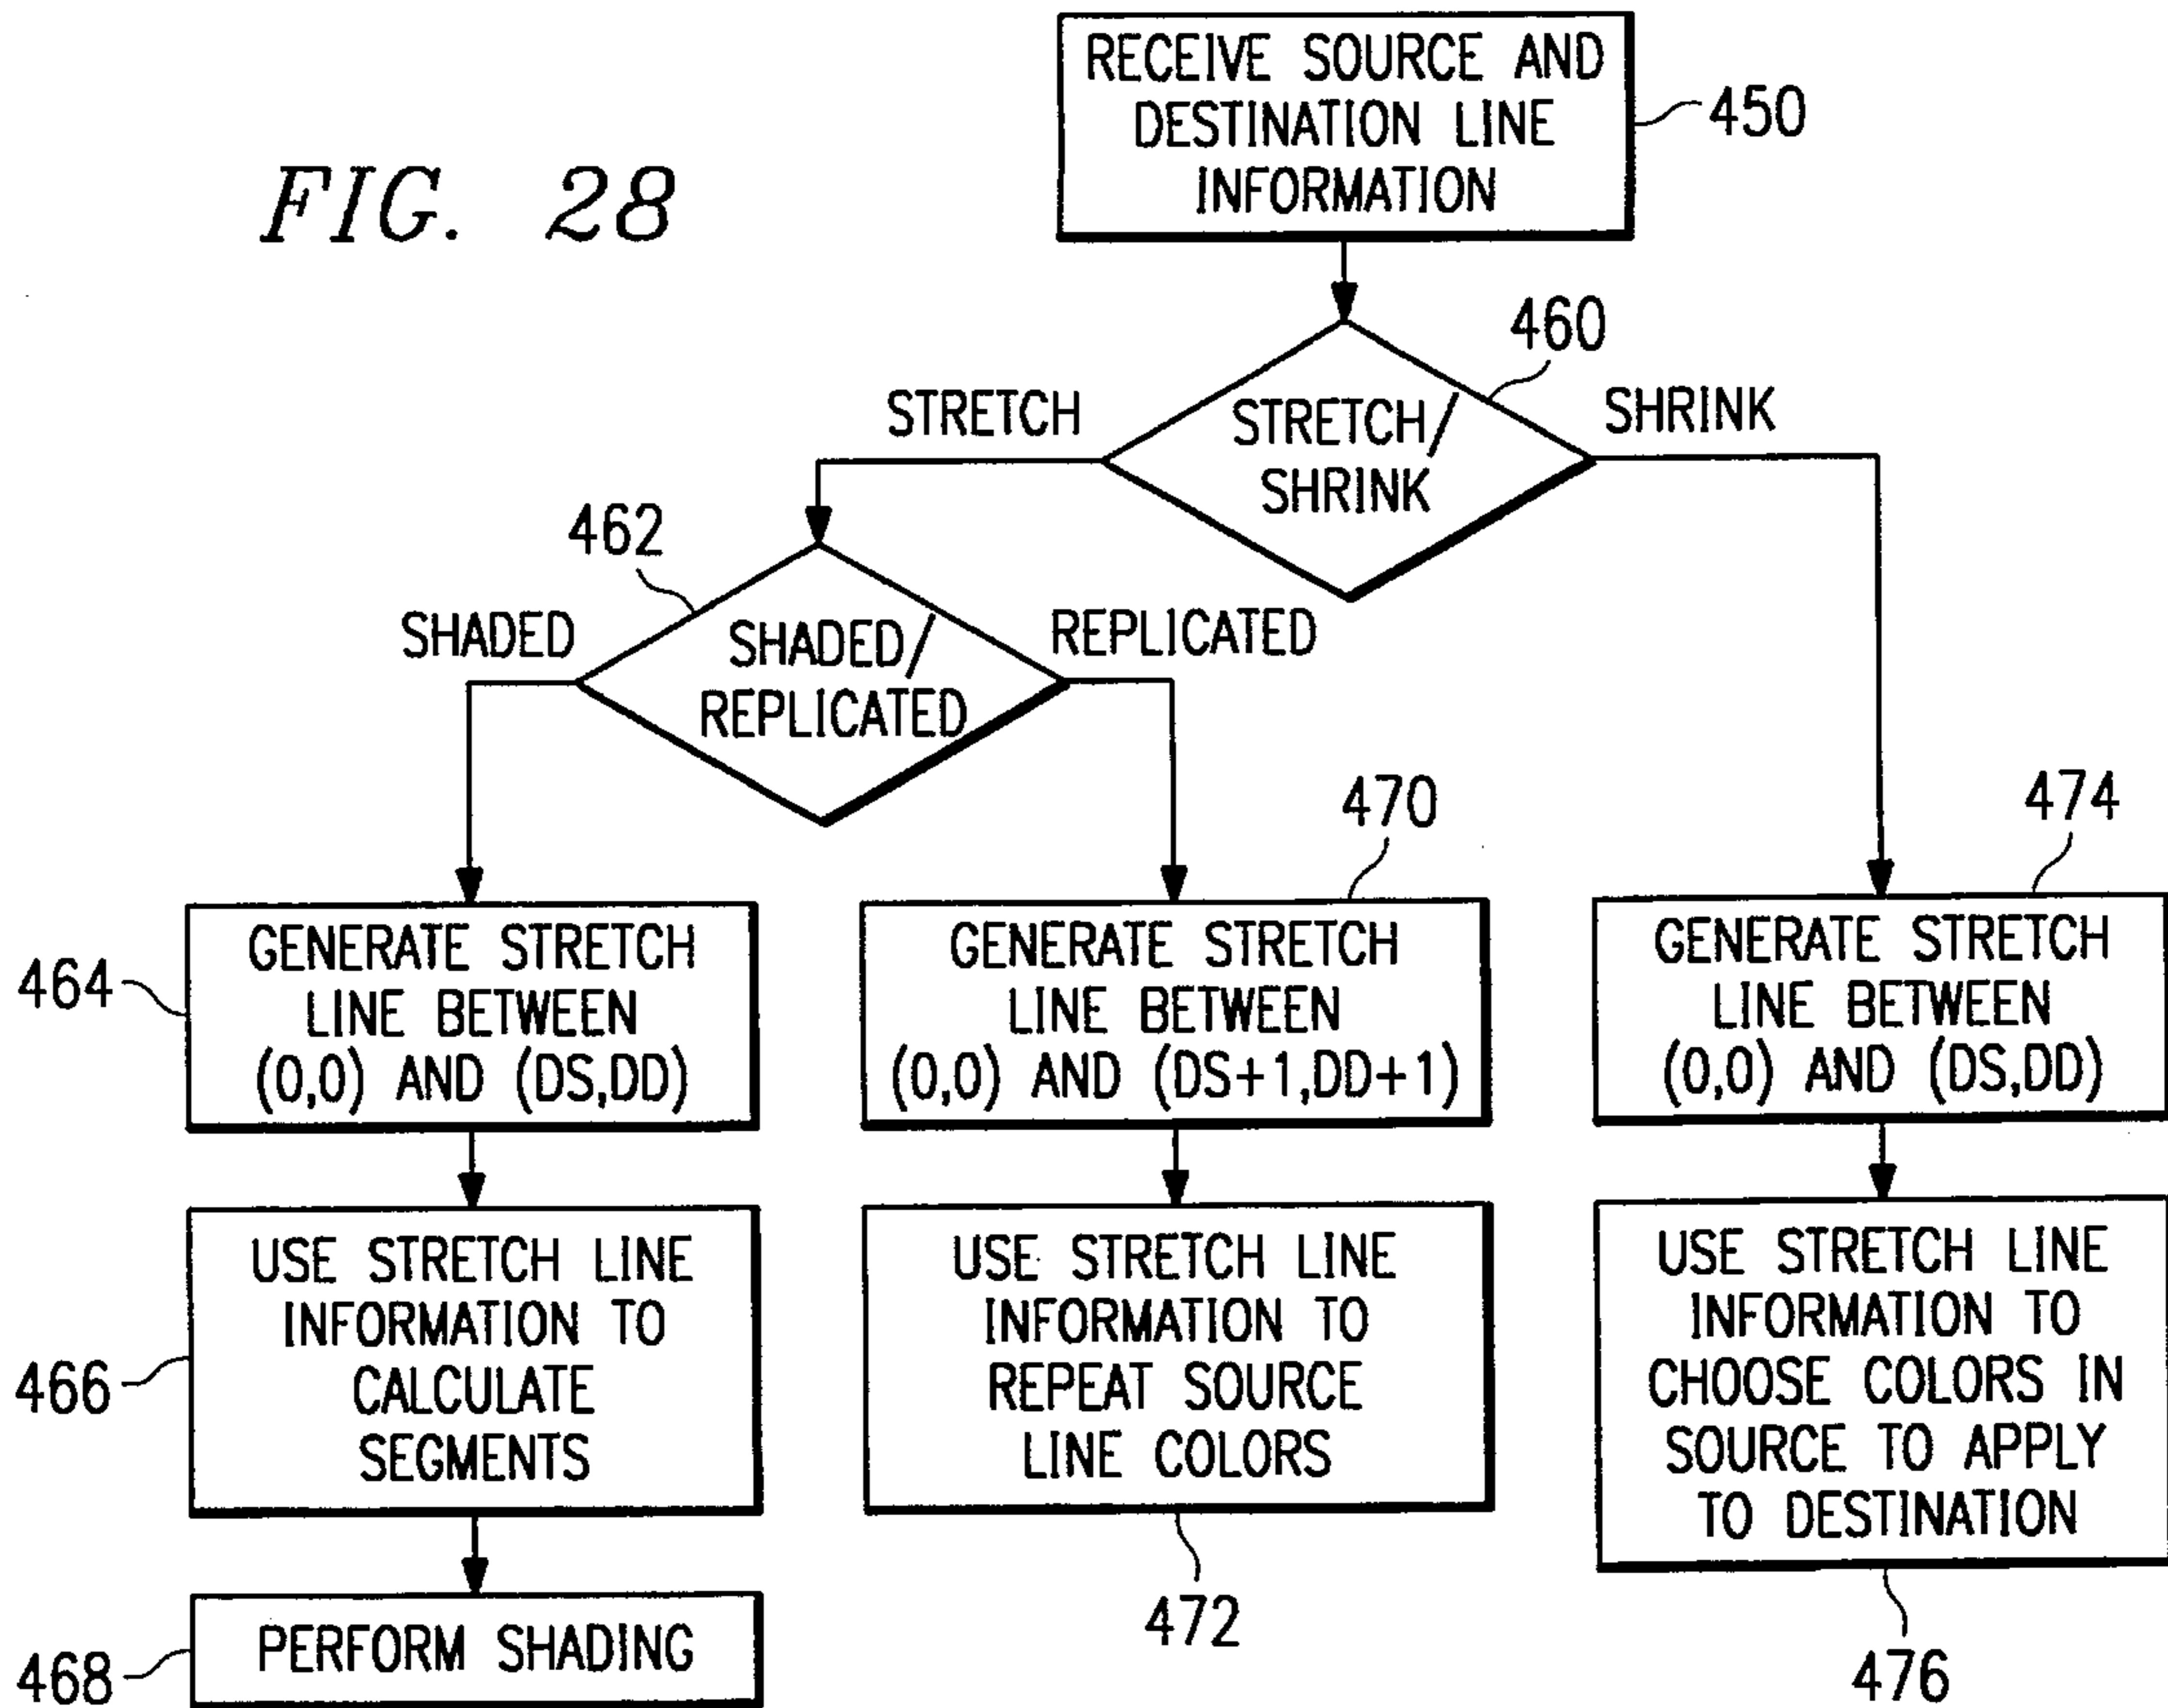 FIG. 28
RECEIVE SOURCE AND
DESTINATION LINE
INFORMATION
450
460
STRETCH
STRETCH/
SHRINK
SHRINK
462
SHADED
SHADED/
REPLICATED
REPLICATED
464
GENERATE STRETCH
LINE BETWEEN
(0,0) AND (DS,DD)
470
GENERATE STRETCH
LINE BETWEEN
(0,0) AND (DS+1,DD+1)
474
GENERATE STRETCH
LINE BETWEEN
(0,0) AND (DS,DD)
466
USE STRETCH LINE
INFORMATION TO
CALCULATE
SEGMENTS
USE STRETCH LINE
INFORMATION TO
REPEAT SOURCE
LINE COLORS
472
USE STRETCH LINE
INFORMATION TO
CHOOSE COLORS IN
SOURCE TO APPLY
TO DESTINATION
476
468
PERFORM SHADING